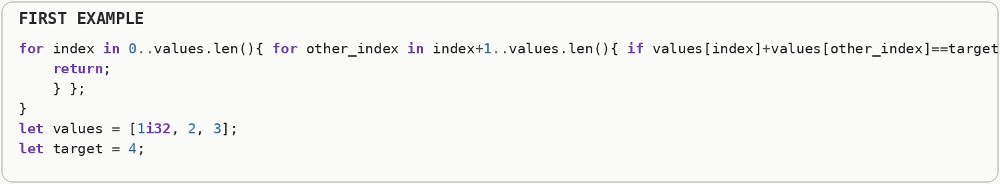 FIRST EXAMPLE
for index in 0..values.len(){ for other_index in index+1..values.len(){ if values[index]+values[other_index]==target
    return;
    } };
}
let values = [1i32, 2, 3];
let target = 4;